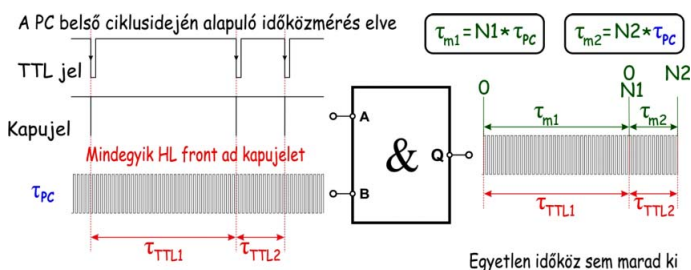 A PC belső ciklusidején alapuló időközmérés elve
τm1=N1*τPC
τm2=N2*τPC
TTL jel
Kapujel
Mindegyik HL front ad kapujelet
τPC
τTTL1
τTTL2
A
B
&
Q
0
0
N1
N2
τm1
τm2
τTTL1
τTTL2
Egyetlen időköz sem marad ki